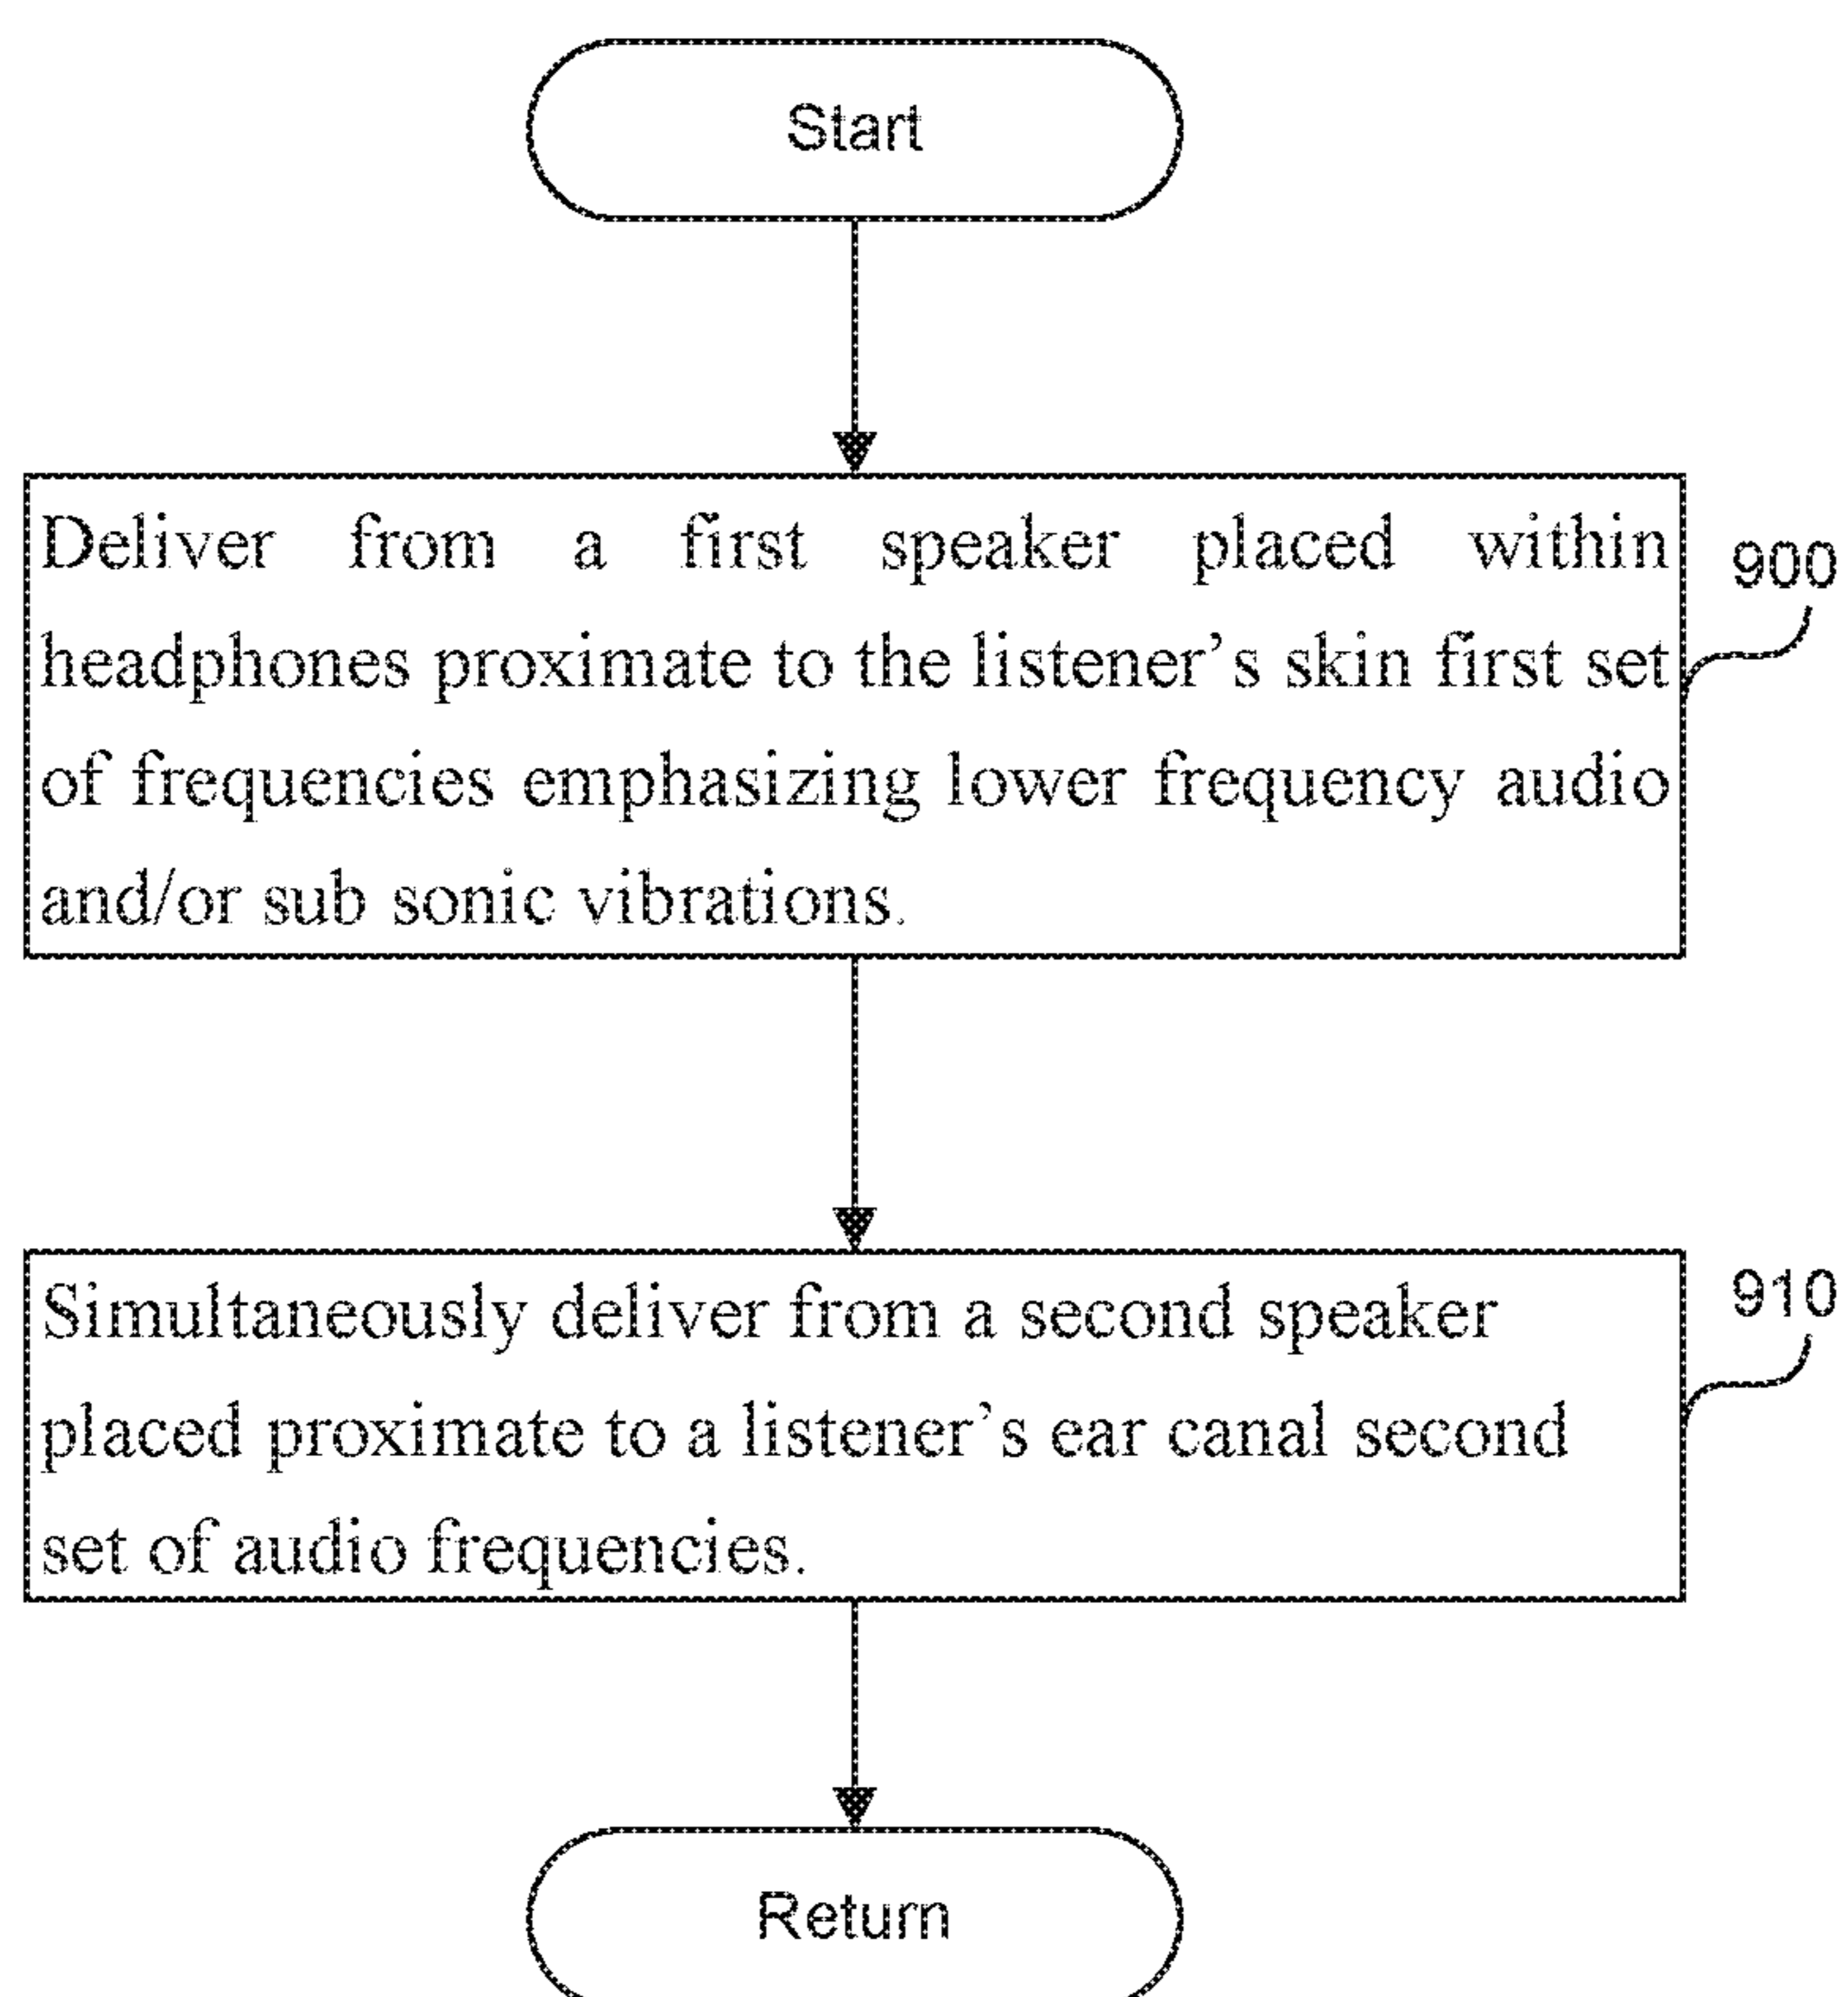 Start
Deliver from a first speaker placed within
900
headphones proximate to the listener’s skin first set
of frequencies emphasizing lower frequency audio
and/or sub sonic vibrations.
Simultaneously deliver from a second speaker
910
placed proximate to a listener’s ear canal second
set of audio frequencies.
Return